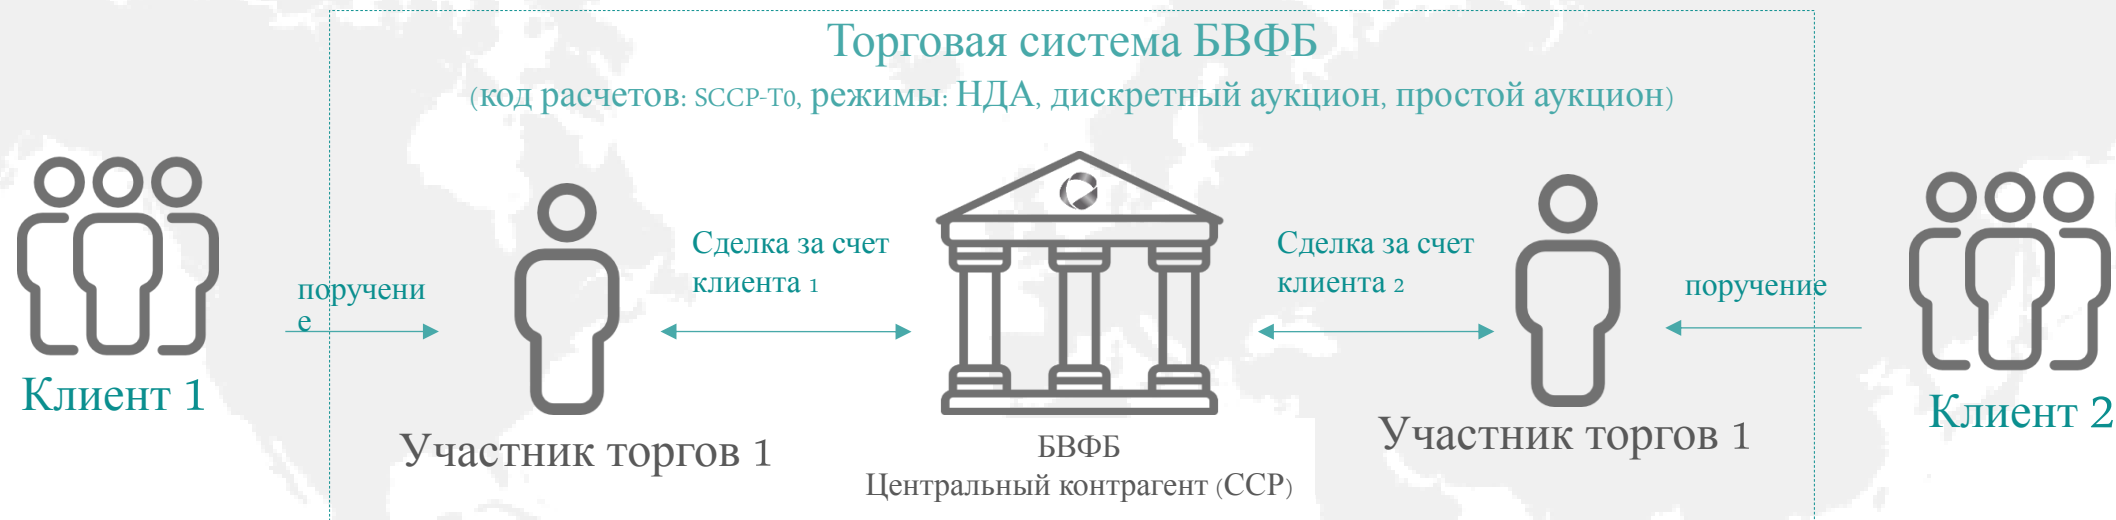 Торговая система БВФБ
(код расчетов: SCCP-T0, режимы: НДА, дискретный аукцион, простой аукцион)
Сделка за счет
клиента 1
Сделка за счет
клиента 2
поручени
е
поручение
Клиент 1
Участник торгов 1
БВФБ
Центральный контрагент (ССР)
Участник торгов 1
Клиент 2